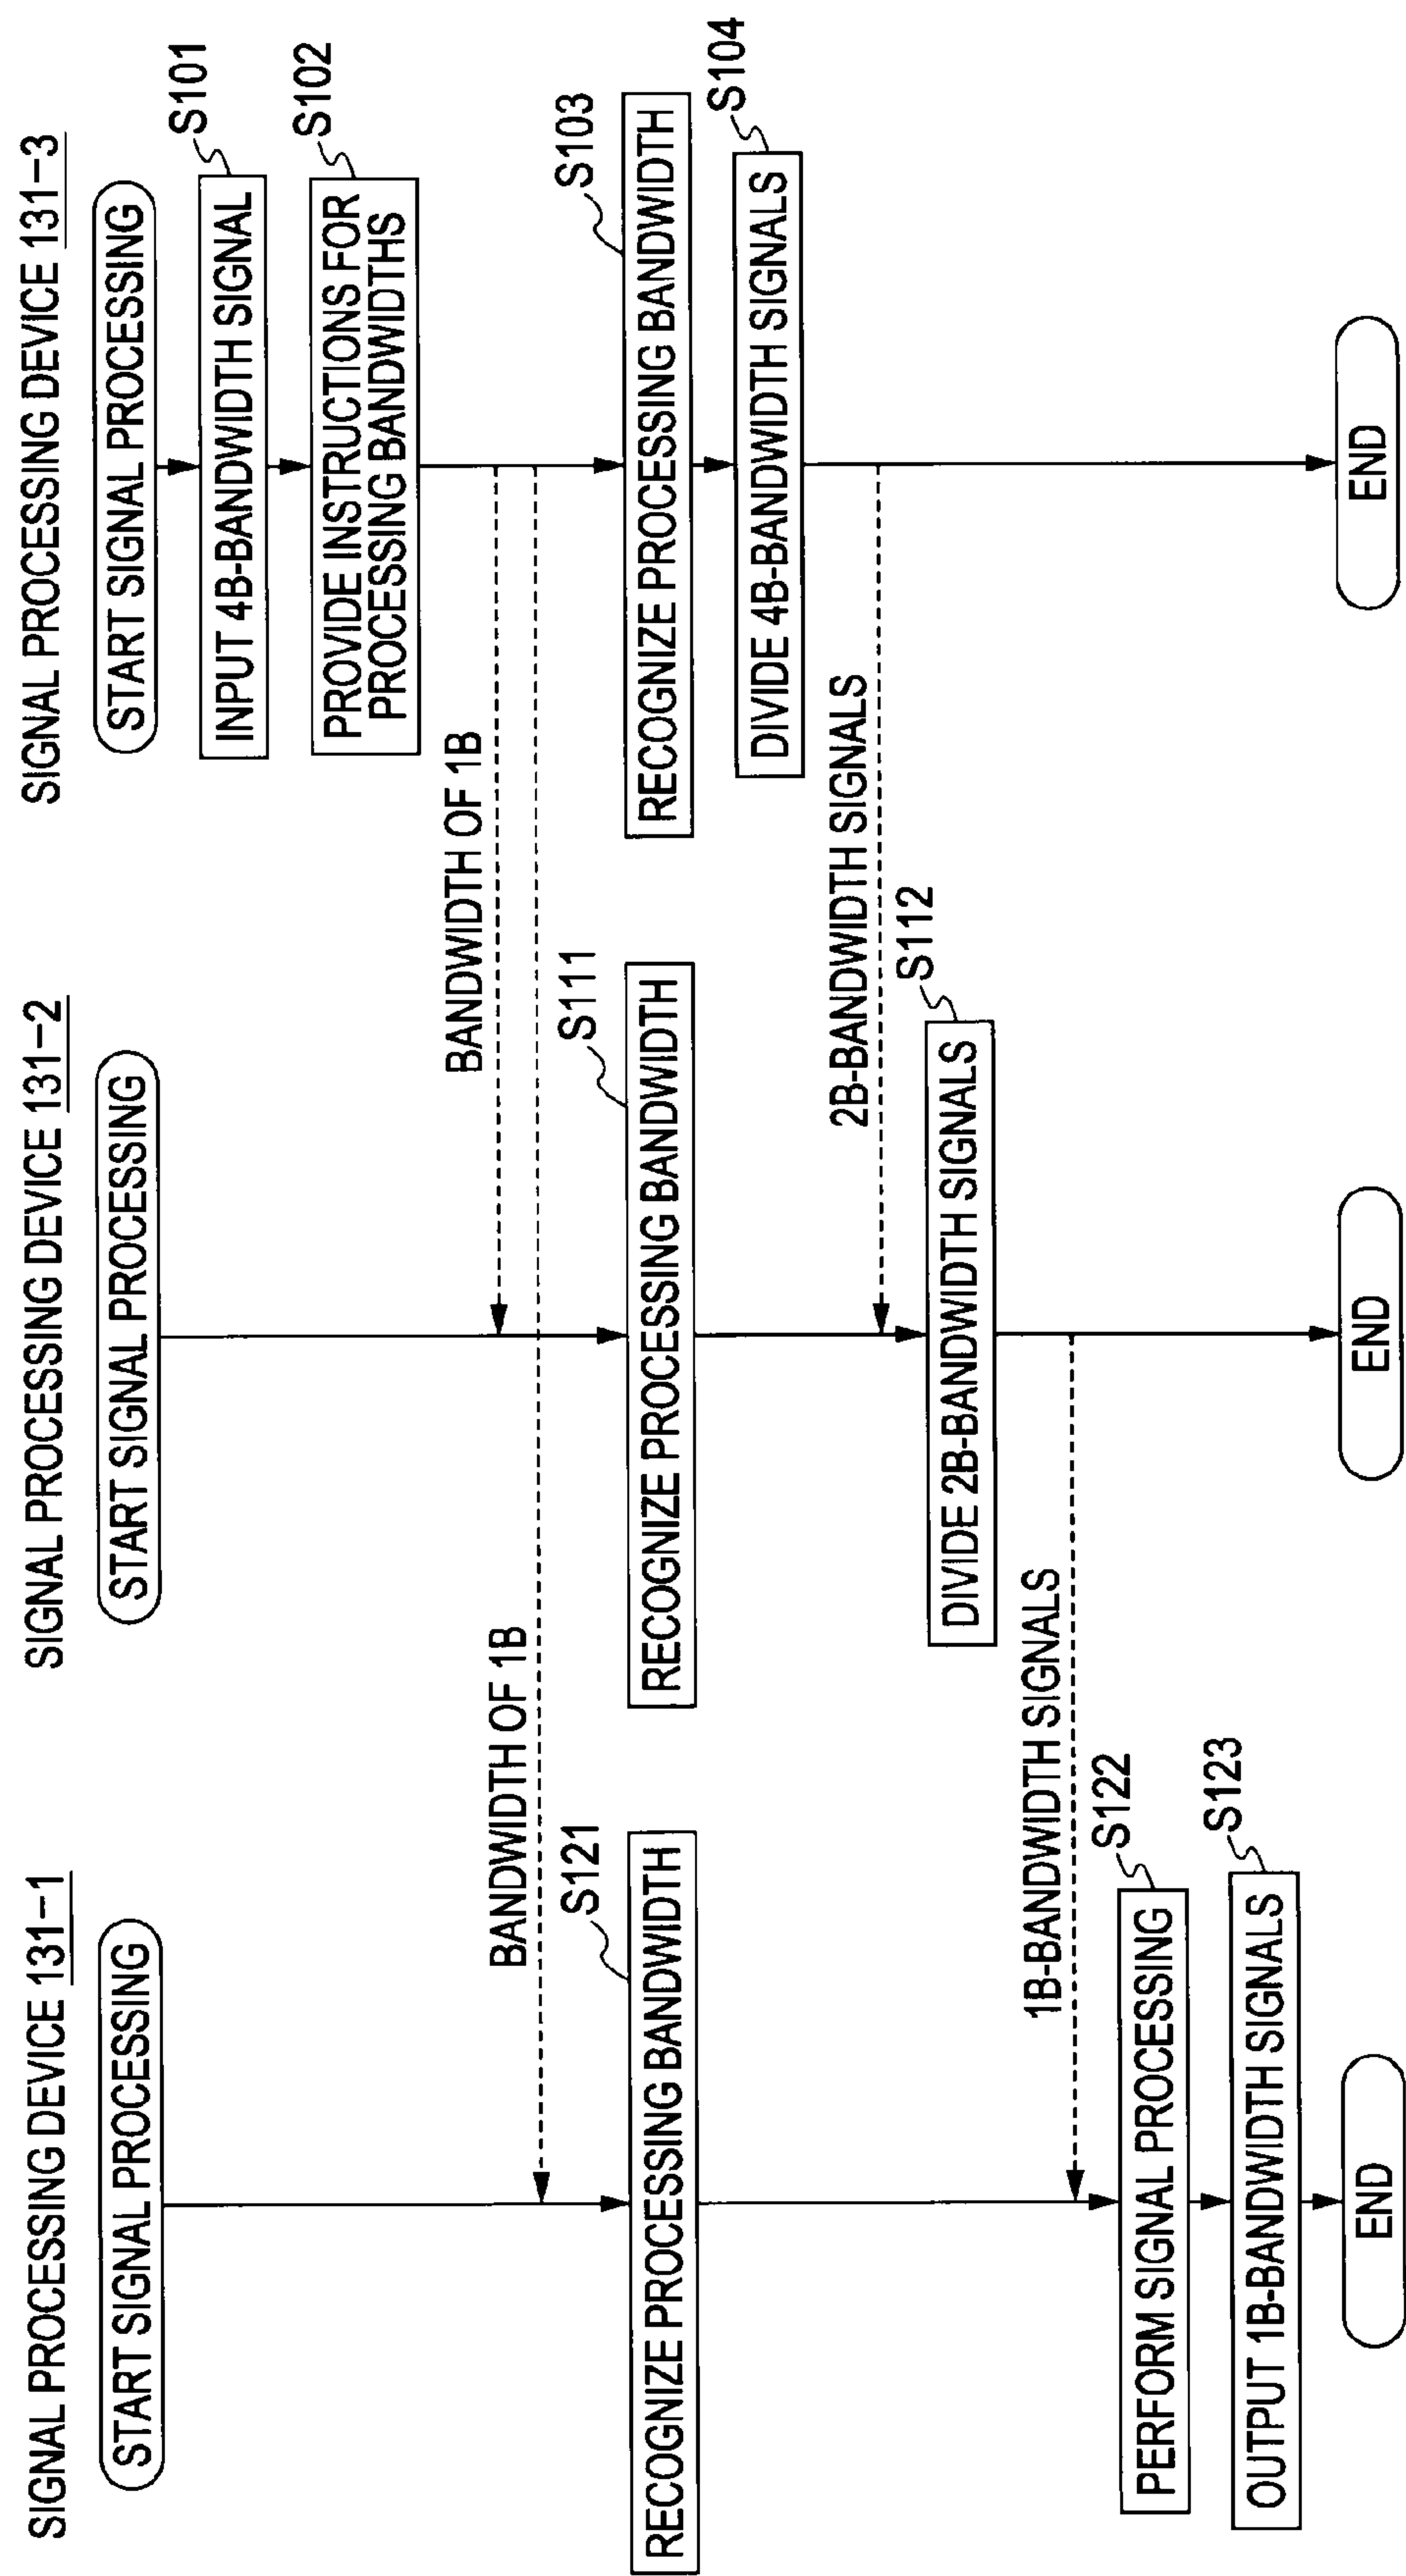 SIGNAL PROCESSING DEVICE 131-1
START SIGNAL PROCESSING
BANDWIDTH OF 1B
S121
RECOGNIZE PROCESSING BANDWIDTH
1B-BANDWIDTH SIGNALS
S122
PERFORM SIGNAL PROCESSING
S123
OUTPUT 1B-BANDWIDTH SIGNALS
END
SIGNAL PROCESSING DEVICE 131-2
START SIGNAL PROCESSING
BANDWIDTH OF 1B
S111
RECOGNIZE PROCESSING BANDWIDTH
2B-BANDWIDTH SIGNALS
S112
DIVIDE 2B-BANDWIDTH SIGNALS
END
SIGNAL PROCESSING DEVICE 131-3
START SIGNAL PROCESSING
S101
INPUT 4B-BANDWIDTH SIGNAL
S102
PROVIDE INSTRUCTIONS FOR
PROCESSING BANDWIDTHS
S103
RECOGNIZE PROCESSING BANDWIDTH
S104
DIVIDE 4B-BANDWIDTH SIGNALS
END